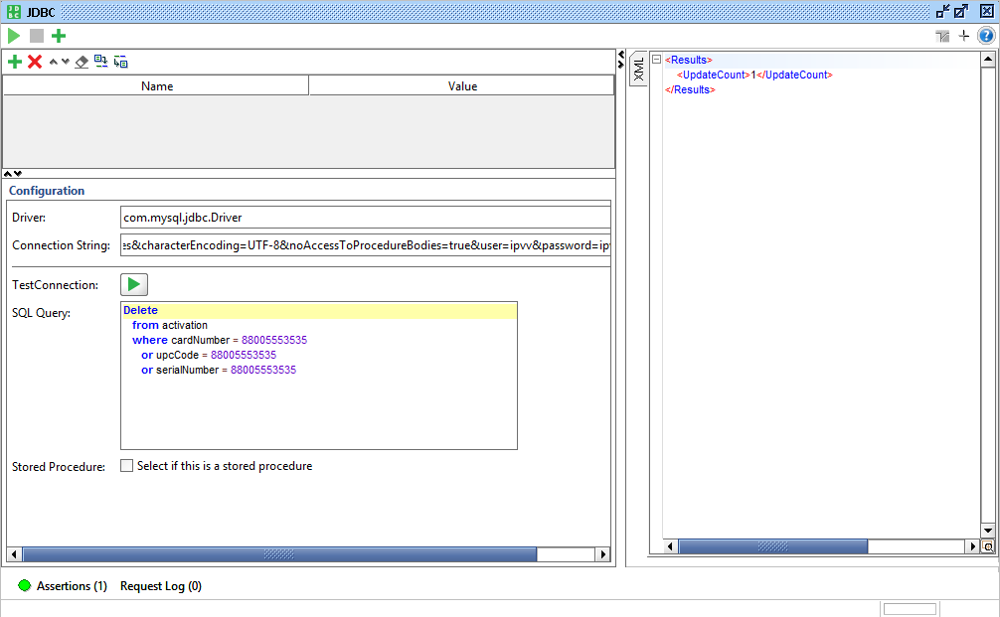 JDBC
Name Value
XML
<Results>
<UpdateCount>1</UpdateCount>
</Results>
Configuration
Driver: com.mysql.jdbc.Driver
Connection String: es&characterEncoding=UTF-8&noAccessToProcedureBodies=true&user=ipvv&password=ipv
TestConnection:
SQL Query:
Delete
from activation
where cardNumber = 88005553535
or upcCode = 88005553535
or serialNumber = 88005553535
Stored Procedure: Select if this is a stored procedure
Assertions (1) Request Log (0)